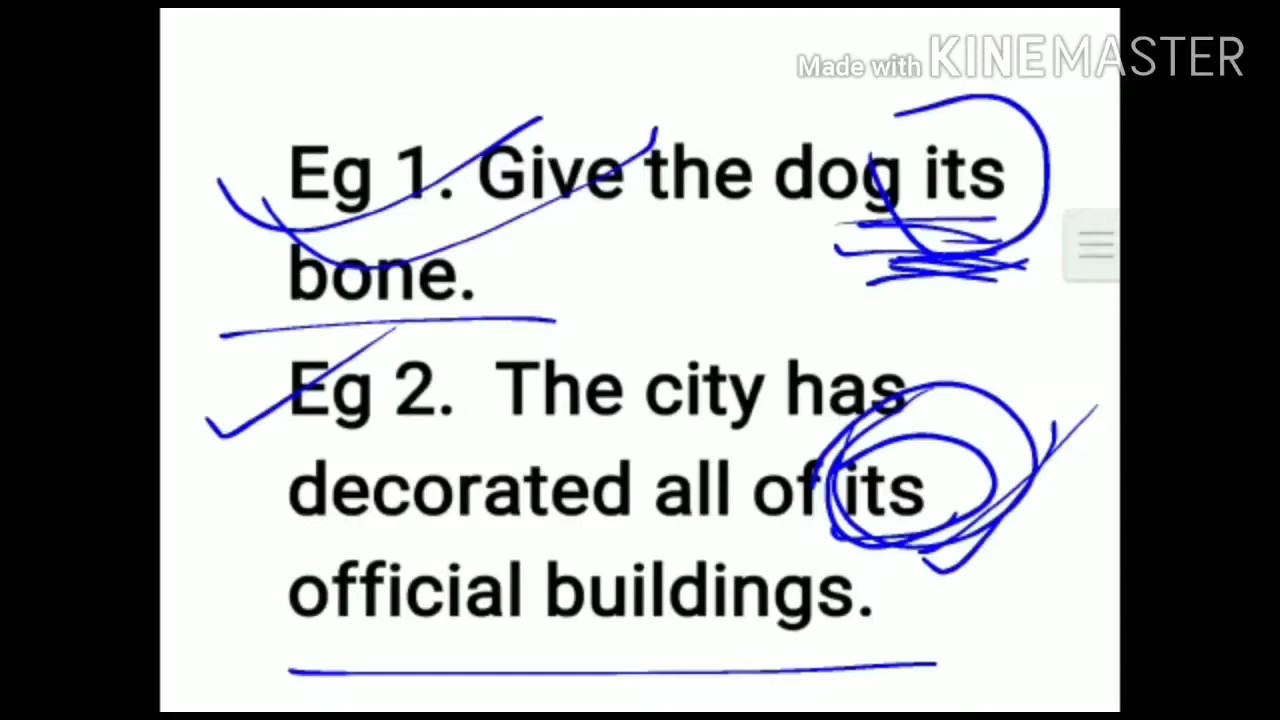 Made with KINEMASTER
Eg 1. Give the dog its
bone.
Eg 2. The city has
decorated all of its
official buildings.